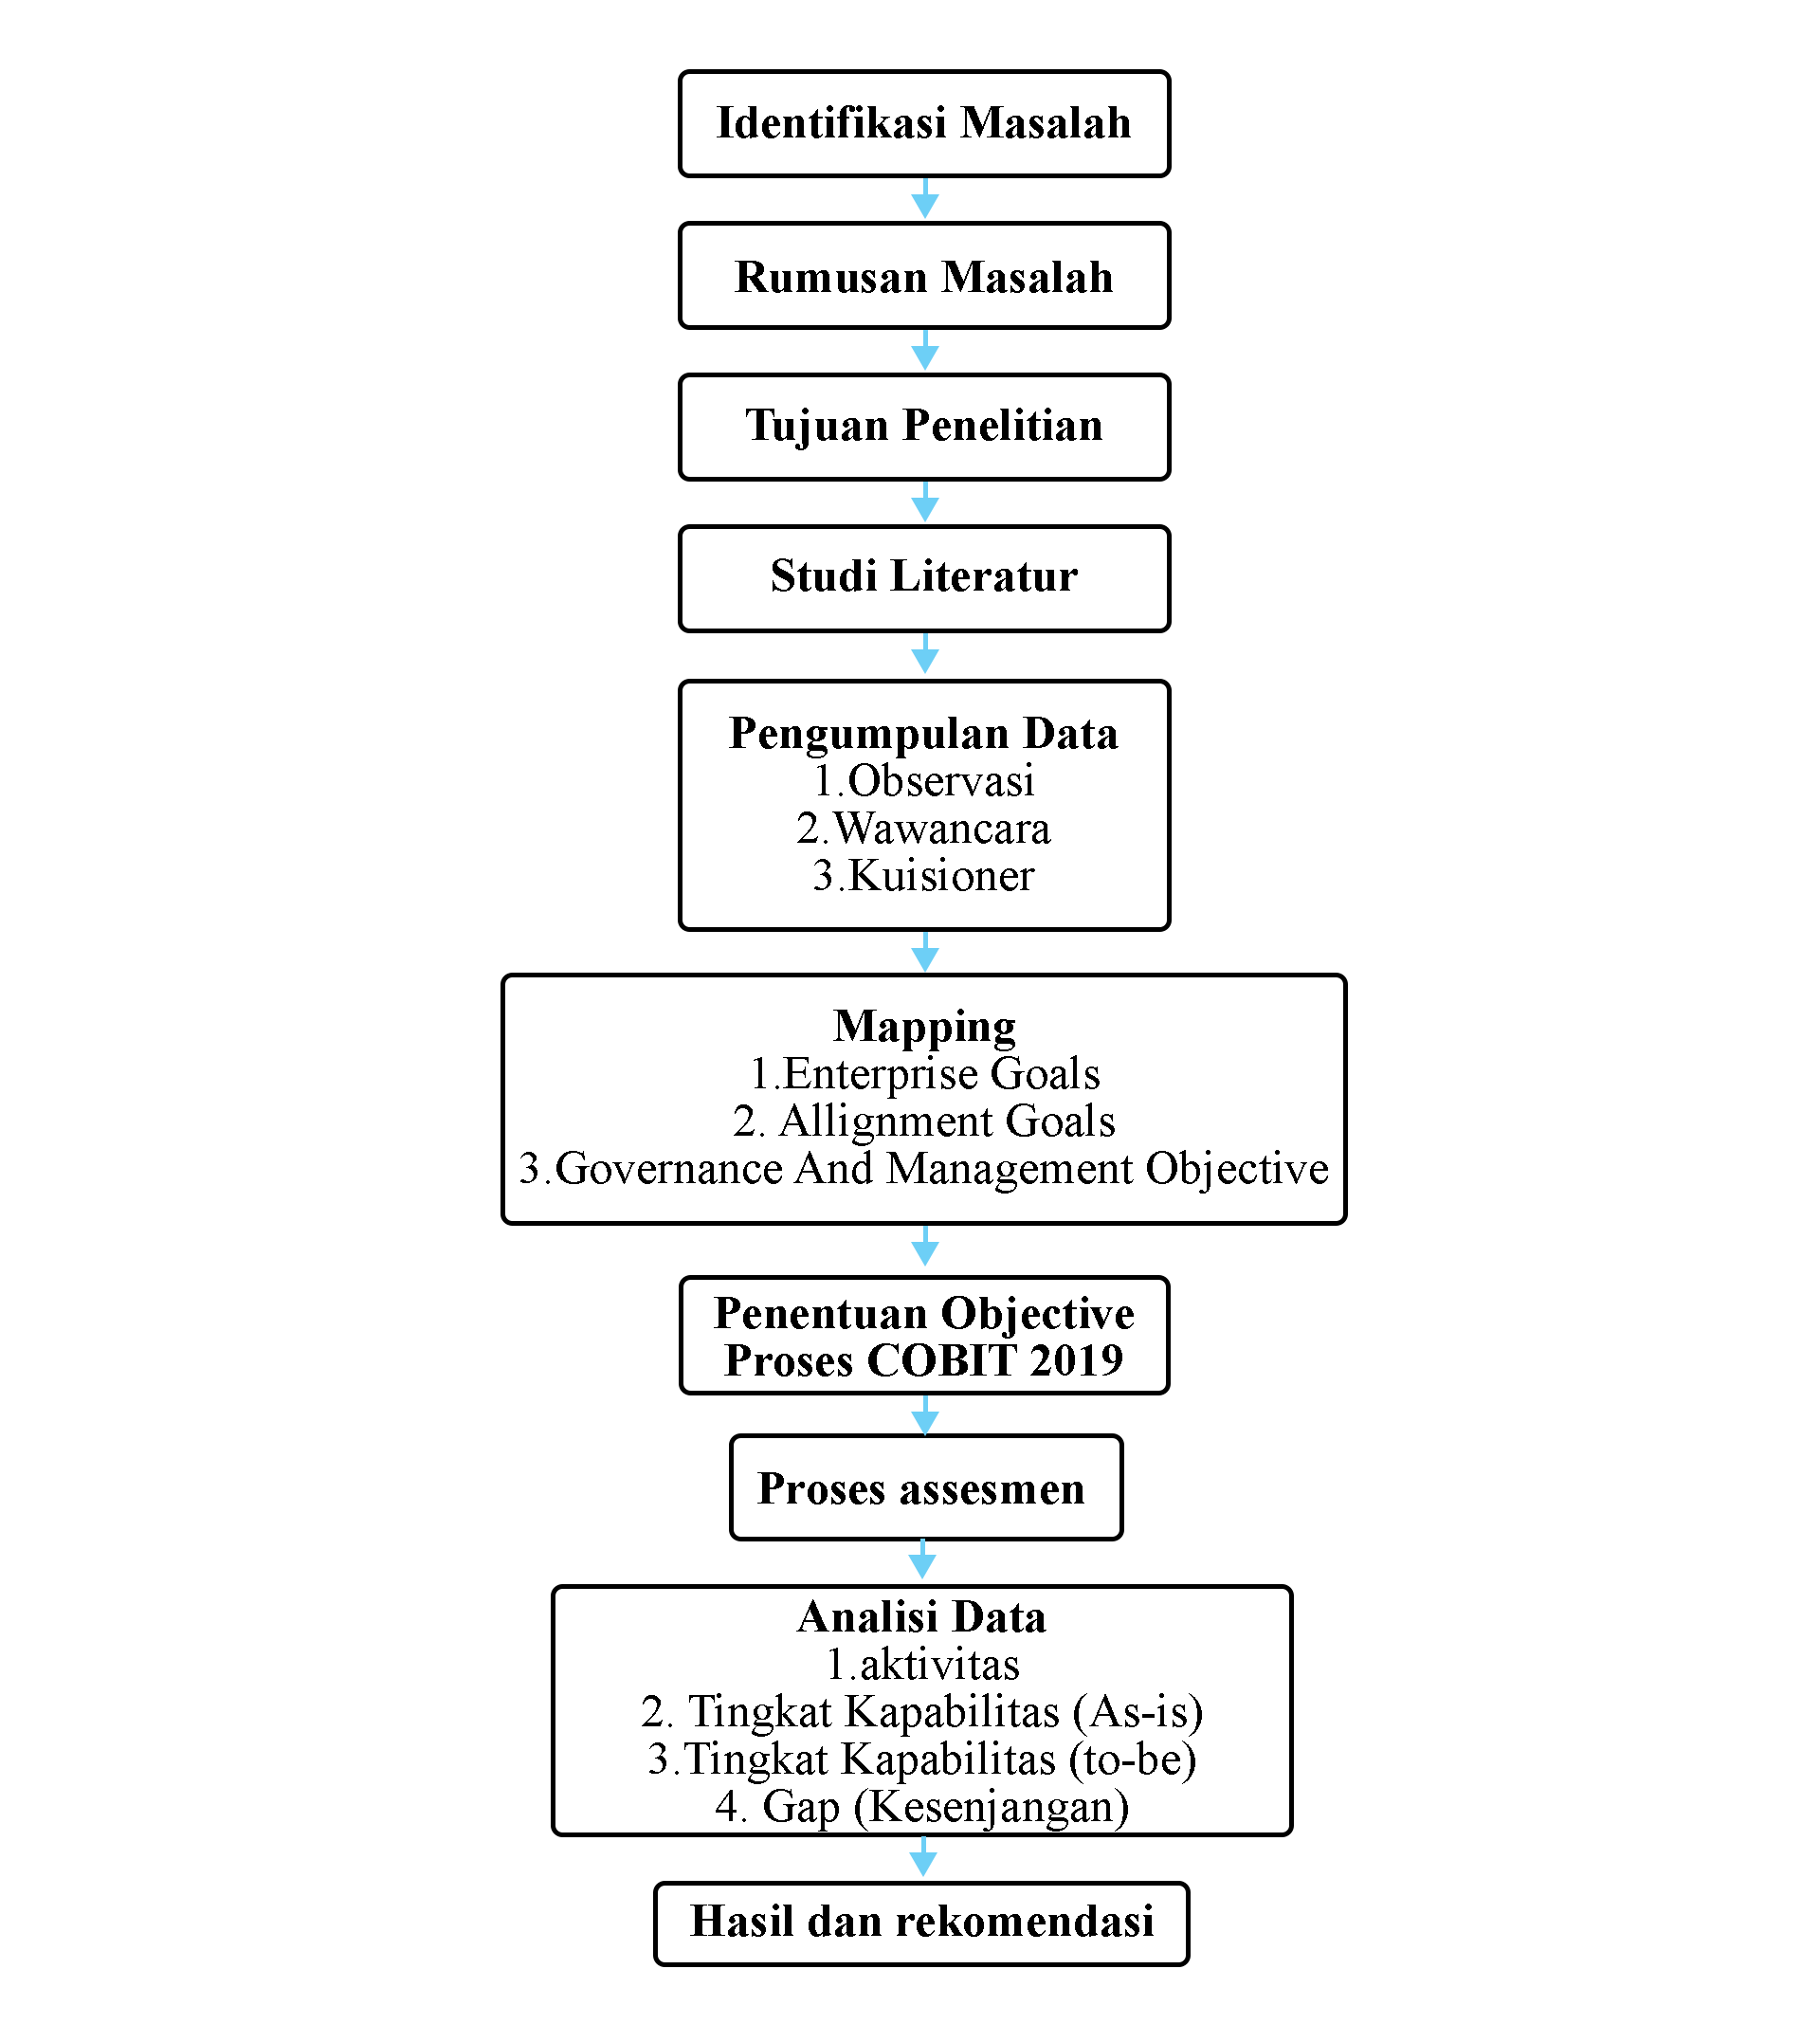 Identifikasi Masalah
Rumusan Masalah
Tujuan Penelitian
Studi Literatur
Pengumpulan Data
1.Observasi
2.Wawancara
3.Kuisioner
Mapping
1.Enterprise Goals
2. Allignment Goals
3.Governance And Management Objective
Penentuan Objective
Proses COBIT 2019
Proses assesmen
Analisi Data
1.aktivitas
2. Tingkat Kapabilitas (As-is)
3.Tingkat Kapabilitas (to-be)
4. Gap (Kesenjangan)
Hasil dan rekomendasi